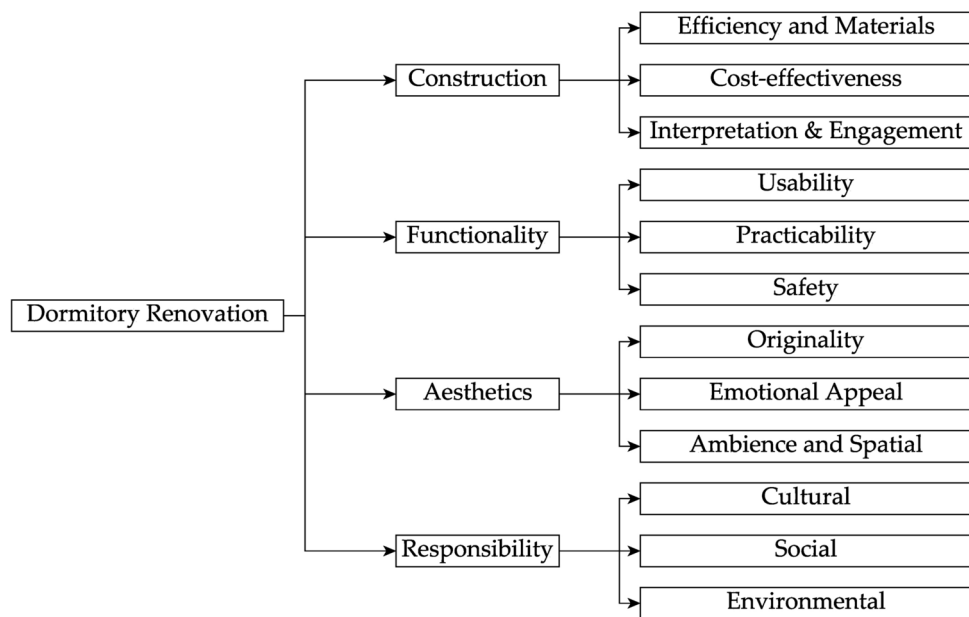 Dormitory Renovation
Construction
Efficiency and Materials
Cost-effectiveness
Interpretation & Engagement
Functionality
Usability
Practicability
Safety
Aesthetics
Originality
Emotional Appeal
Ambience and Spatial
Responsibility
Cultural
Social
Environmental